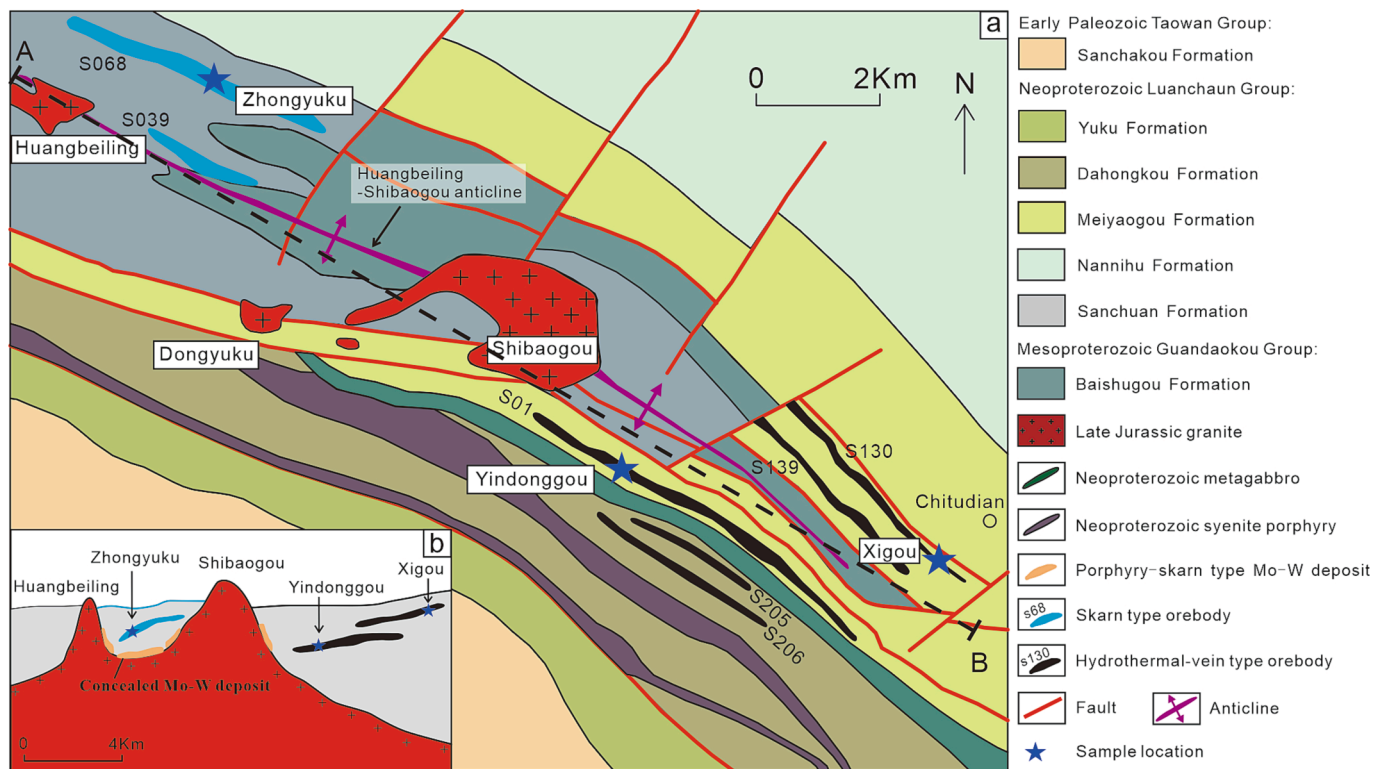 a
A
S068
Zhongyuku
S039
Huangbeiling
Huangbeiling
-Shibaogou anticline
0 2Km
N
Dongyuku
Shibaogou
S01
Yindonggou
S139
S130
Chitudian
Xigou
S205
S206
B
b
Zhongyuku
Shibaogou
Huangbeiling
Yindonggou
Xigou
Concealed Mo-W deposit
0 4Km
Early Paleozoic Taowan Group:
Sanchakou Formation
Neoproterozoic Luanchaun Group:
Yuku Formation
Dahongkou Formation
Meiyaogou Formation
Nannihu Formation
Sanchuan Formation
Mesoproterozoic Guandaokou Group:
Baishugou Formation
Late Jurassic granite
Neoproterozoic metagabbro
Neoproterozoic syenite porphyry
Porphyry-skarn type Mo-W deposit
s68 Skarn type orebody
s130 Hydrothermal-vein type orebody
Fault Anticline
Sample location